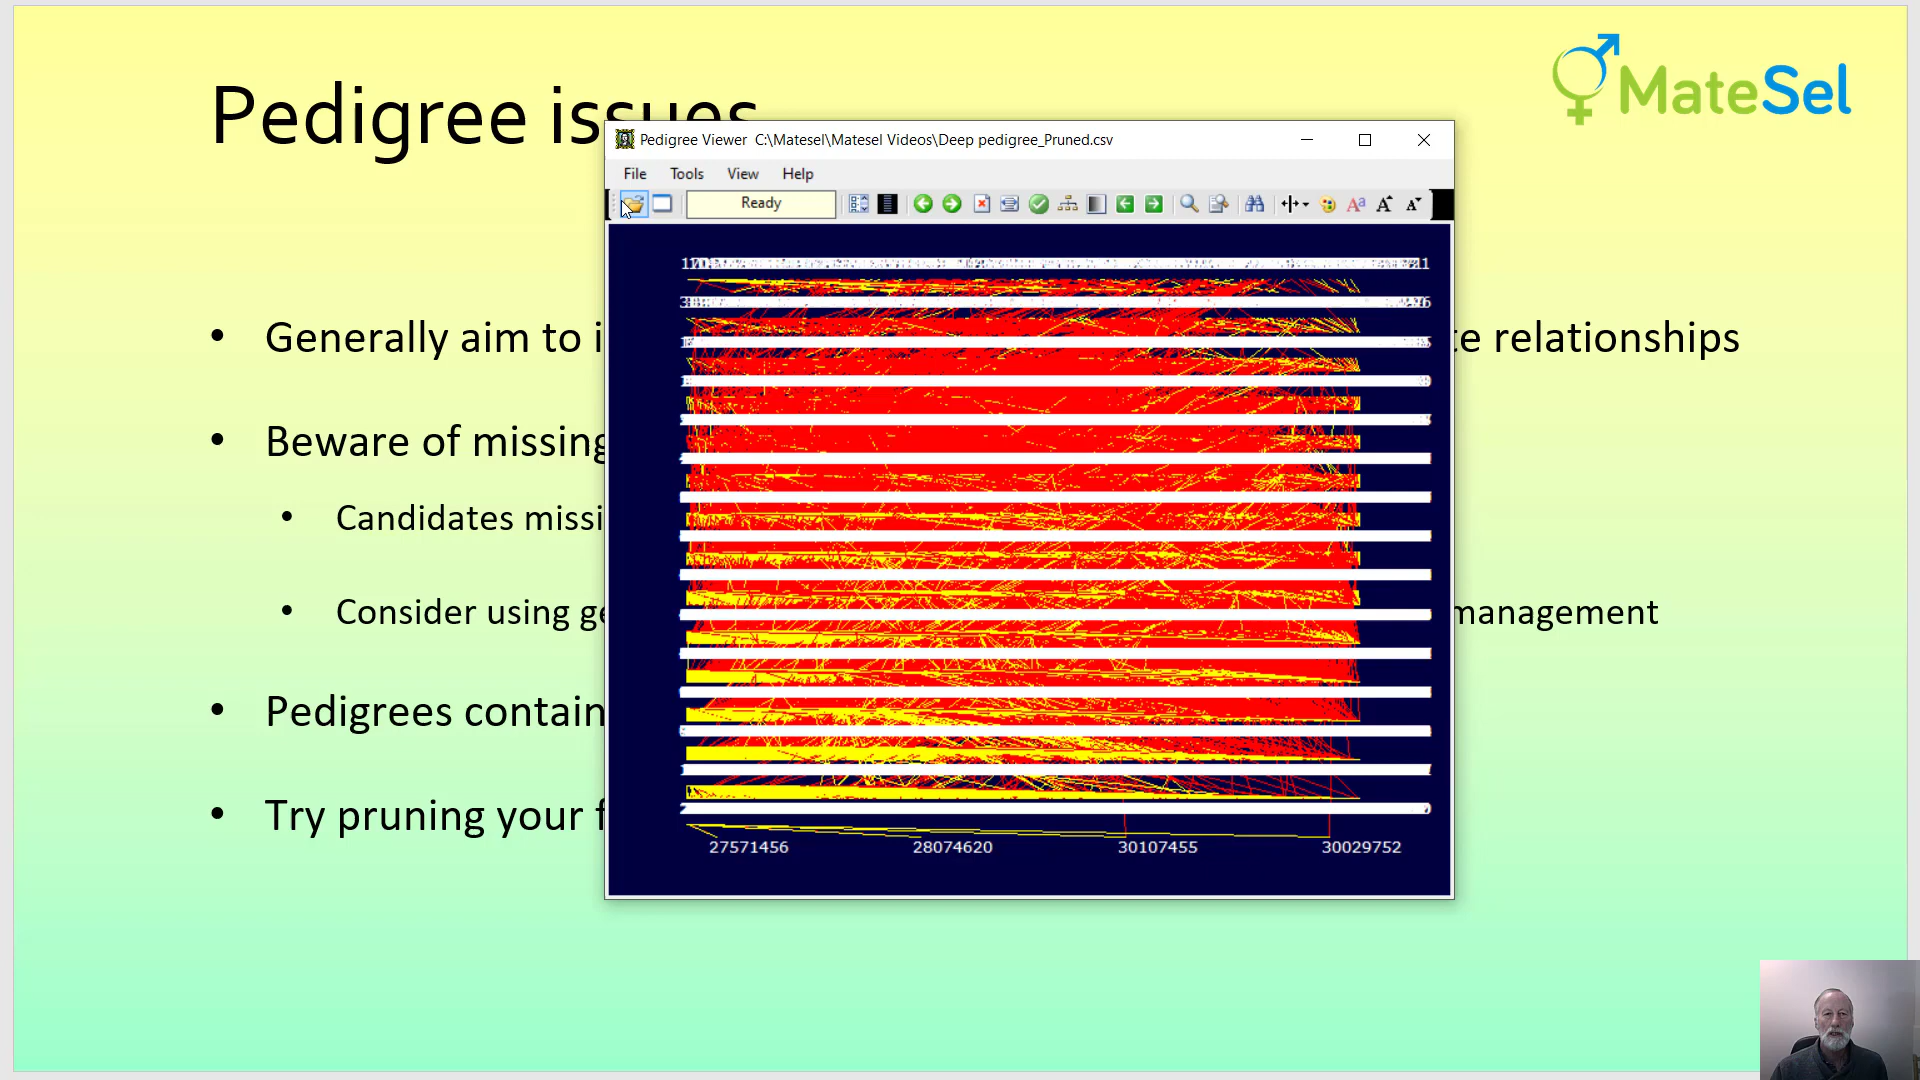 MateSel
Pedigree issues
Pedigree Viewer C:\Matesel\Matesel Videos\Deep pedigree_Pruned.csv
File Tools View Help
Ready
• Generally aim to i
relationships
• Beware of missing
• Candidates missi
• Consider using ge
management
• Pedigrees contain
• Try pruning your f
27571456 28074620 30107455 30029752